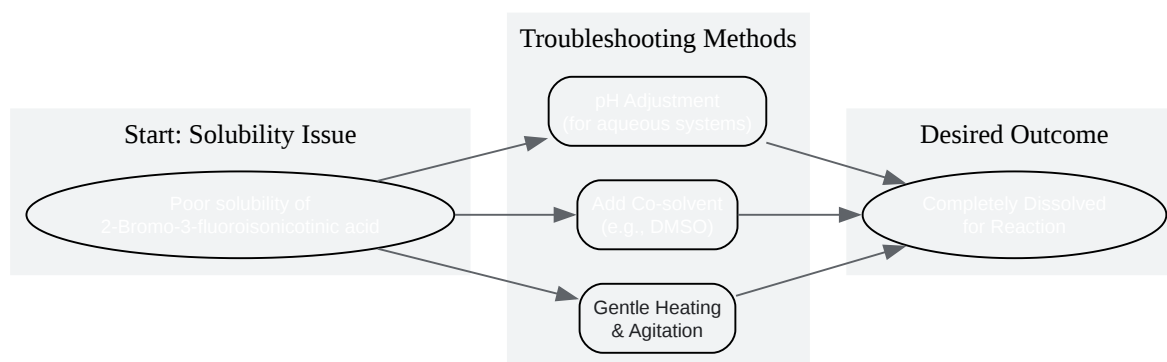 Start: Solubility Issue
Poor solubility of
2-Bromo-3-fluoroisonicotinic acid
Troubleshooting Methods
pH Adjustment
(for aqueous systems)
Add Co-solvent
(e.g., DMSO)
Gentle Heating
& Agitation
Desired Outcome
Completely Dissolved
for Reaction